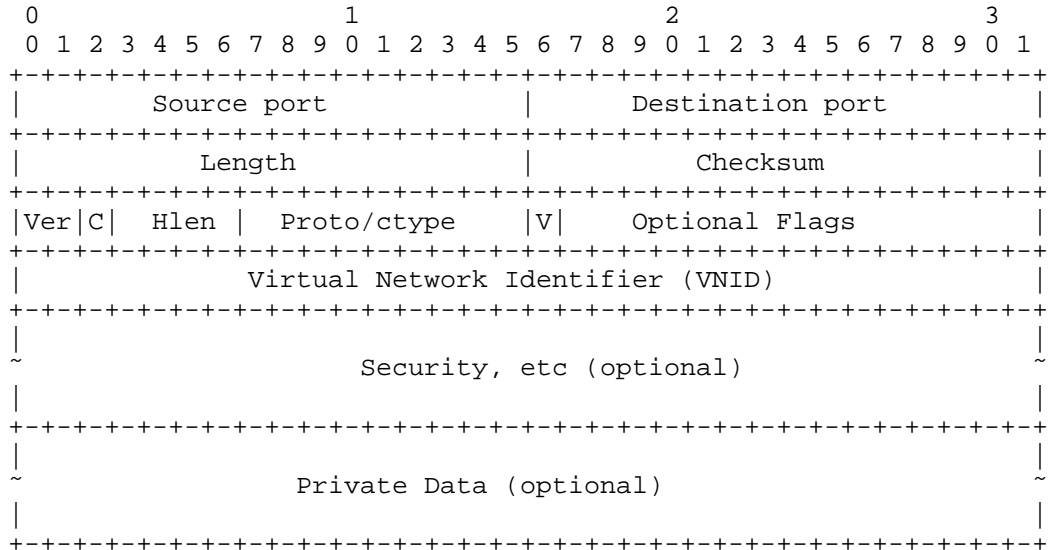 0                   1                   2                   3
 0 1 2 3 4 5 6 7 8 9 0 1 2 3 4 5 6 7 8 9 0 1 2 3 4 5 6 7 8 9 0 1
+-+-+-+-+-+-+-+-+-+-+-+-+-+-+-+-+-+-+-+-+-+-+-+-+-+-+-+-+-+-+-+-+
|        Source port            |      Destination port         |
+-+-+-+-+-+-+-+-+-+-+-+-+-+-+-+-+-+-+-+-+-+-+-+-+-+-+-+-+-+-+-+-+
|           Length              |          Checksum             |
+-+-+-+-+-+-+-+-+-+-+-+-+-+-+-+-+-+-+-+-+-+-+-+-+-+-+-+-+-+-+-+-+
|Ver|C|  Hlen |  Proto/ctype    |V|    Optional Flags           |
+-+-+-+-+-+-+-+-+-+-+-+-+-+-+-+-+-+-+-+-+-+-+-+-+-+-+-+-+-+-+-+-+
|              Virtual Network Identifier (VNID)                |
+-+-+-+-+-+-+-+-+-+-+-+-+-+-+-+-+-+-+-+-+-+-+-+-+-+-+-+-+-+-+-+-+
|                                                               |
~                     Security, etc (optional)                  ~
|                                                               |
+-+-+-+-+-+-+-+-+-+-+-+-+-+-+-+-+-+-+-+-+-+-+-+-+-+-+-+-+-+-+-+-+
|                                                               |
~                 Private Data (optional)                       ~
|                                                               |
+-+-+-+-+-+-+-+-+-+-+-+-+-+-+-+-+-+-+-+-+-+-+-+-+-+-+-+-+-+-+-+-+